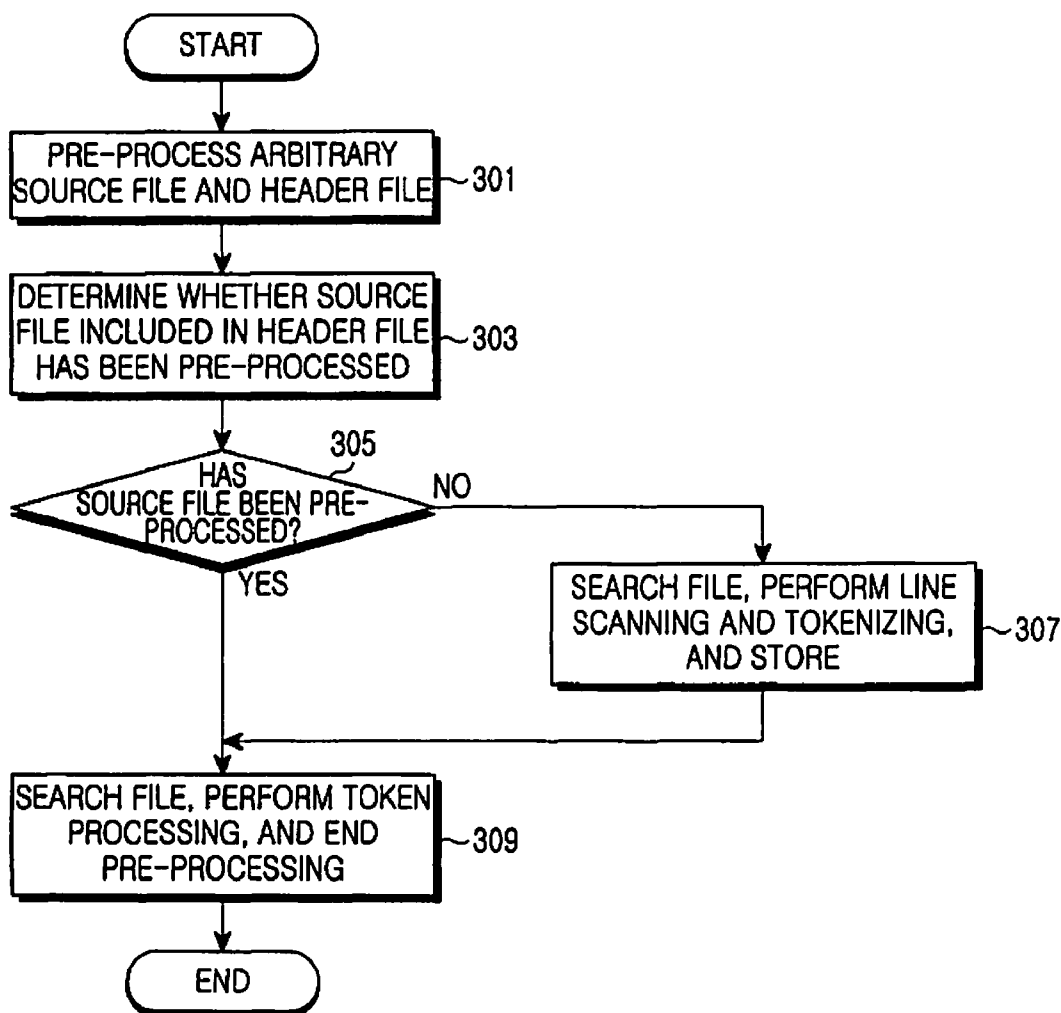 START
PRE-PROCESS ARBITRARY
SOURCE FILE AND HEADER FILE
301
DETERMINE WHETHER SOURCE
FILE INCLUDED IN HEADER FILE
HAS BEEN PRE-PROCESSED
303
305
HAS
SOURCE FILE BEEN PRE-
PROCESSED?
NO
YES
SEARCH FILE, PERFORM LINE
SCANNING AND TOKENIZING,
AND STORE
307
SEARCH FILE, PERFORM TOKEN
PROCESSING, AND END
PRE-PROCESSING
309
END